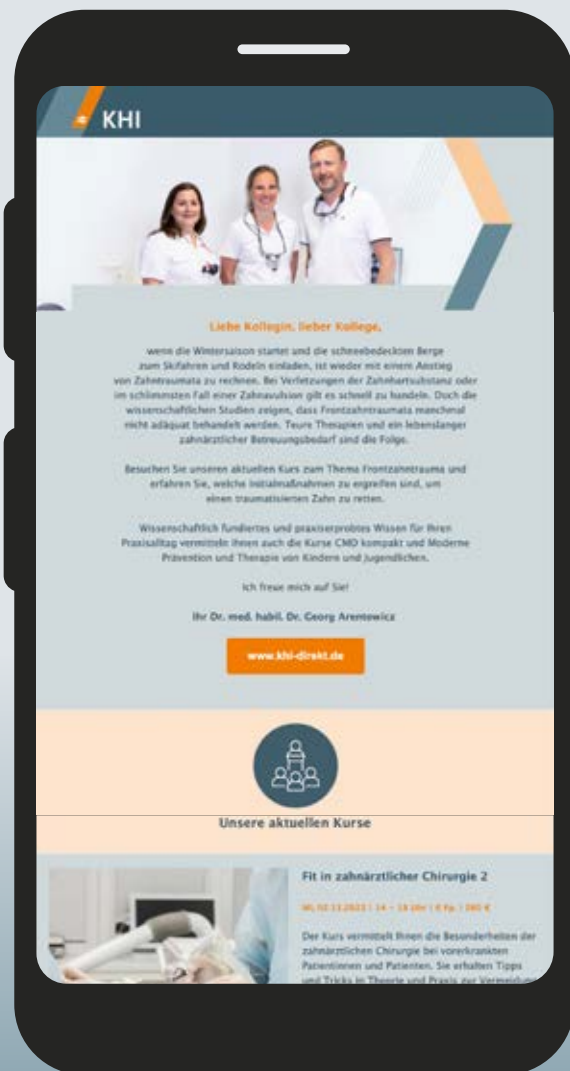 KHI
Liebe Kollegin, lieber Kollege,
wenn die Wintersaison startet und die schneebedeckten Berge
zum Skifahren und Rodeln einladen, ist wieder mit einem Anstieg
von Zahntraumata zu rechnen. Bei Verletzungen der Zahnhartsubstanz oder
im schlimmsten Fall einer Zahnavulsion gilt es schnell zu handeln. Doch die
wissenschaftlichen Studien zeigen, dass Frontzahntraumata manchmal
nicht adäquat behandelt werden. Teure Therapien und ein lebenslanger
zahnärztlicher Betreuungsbedarf sind die Folge.
Besuchen Sie unseren aktuellen Kurs zum Thema Frontzahntrauma und
erfahren Sie, welche Initialmaßnahmen zu ergreifen sind, um
einen traumatisierten Zahn zu retten.
Wissenschaftlich fundiertes und praxiserprobtes Wissen für Ihren
Praxisalltag vermitteln Ihnen auch die Kurse CMD kompakt und Moderne
Prävention und Therapie von Kindern und Jugendlichen.
Ich freue mich auf Sie!
Ihr Dr. med. habil. Dr. Georg Arentowicz
www.khi-direkt.de
Unsere aktuellen Kurse
Fit in zahnärztlicher Chirurgie 2
14 – 18 Uhr
Der Kurs vermittelt Ihnen die Besonderheiten der
zahnärztlichen Chirurgie bei vorerkrankten
Patientinnen und Patienten. Sie erhalten Tipps
und Tricks in Theorie und Praxis zur Vermeidung